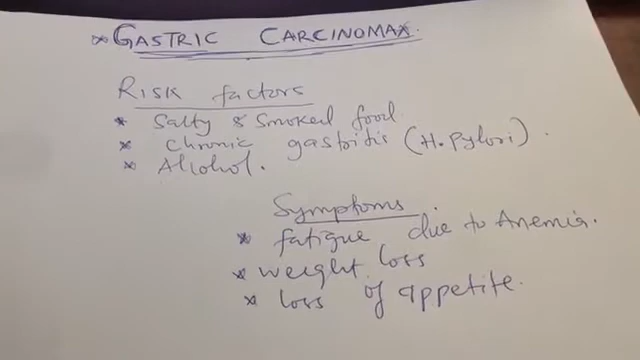 * GASTRIC CARCINOMA*.
Risk factors
* Salty & Smoked food
* Chronic gastritis (H. Pylori).
* Alcohol.
Symptoms.
* fatigue due to Anemia.
* weight loss
* loss of appetite.